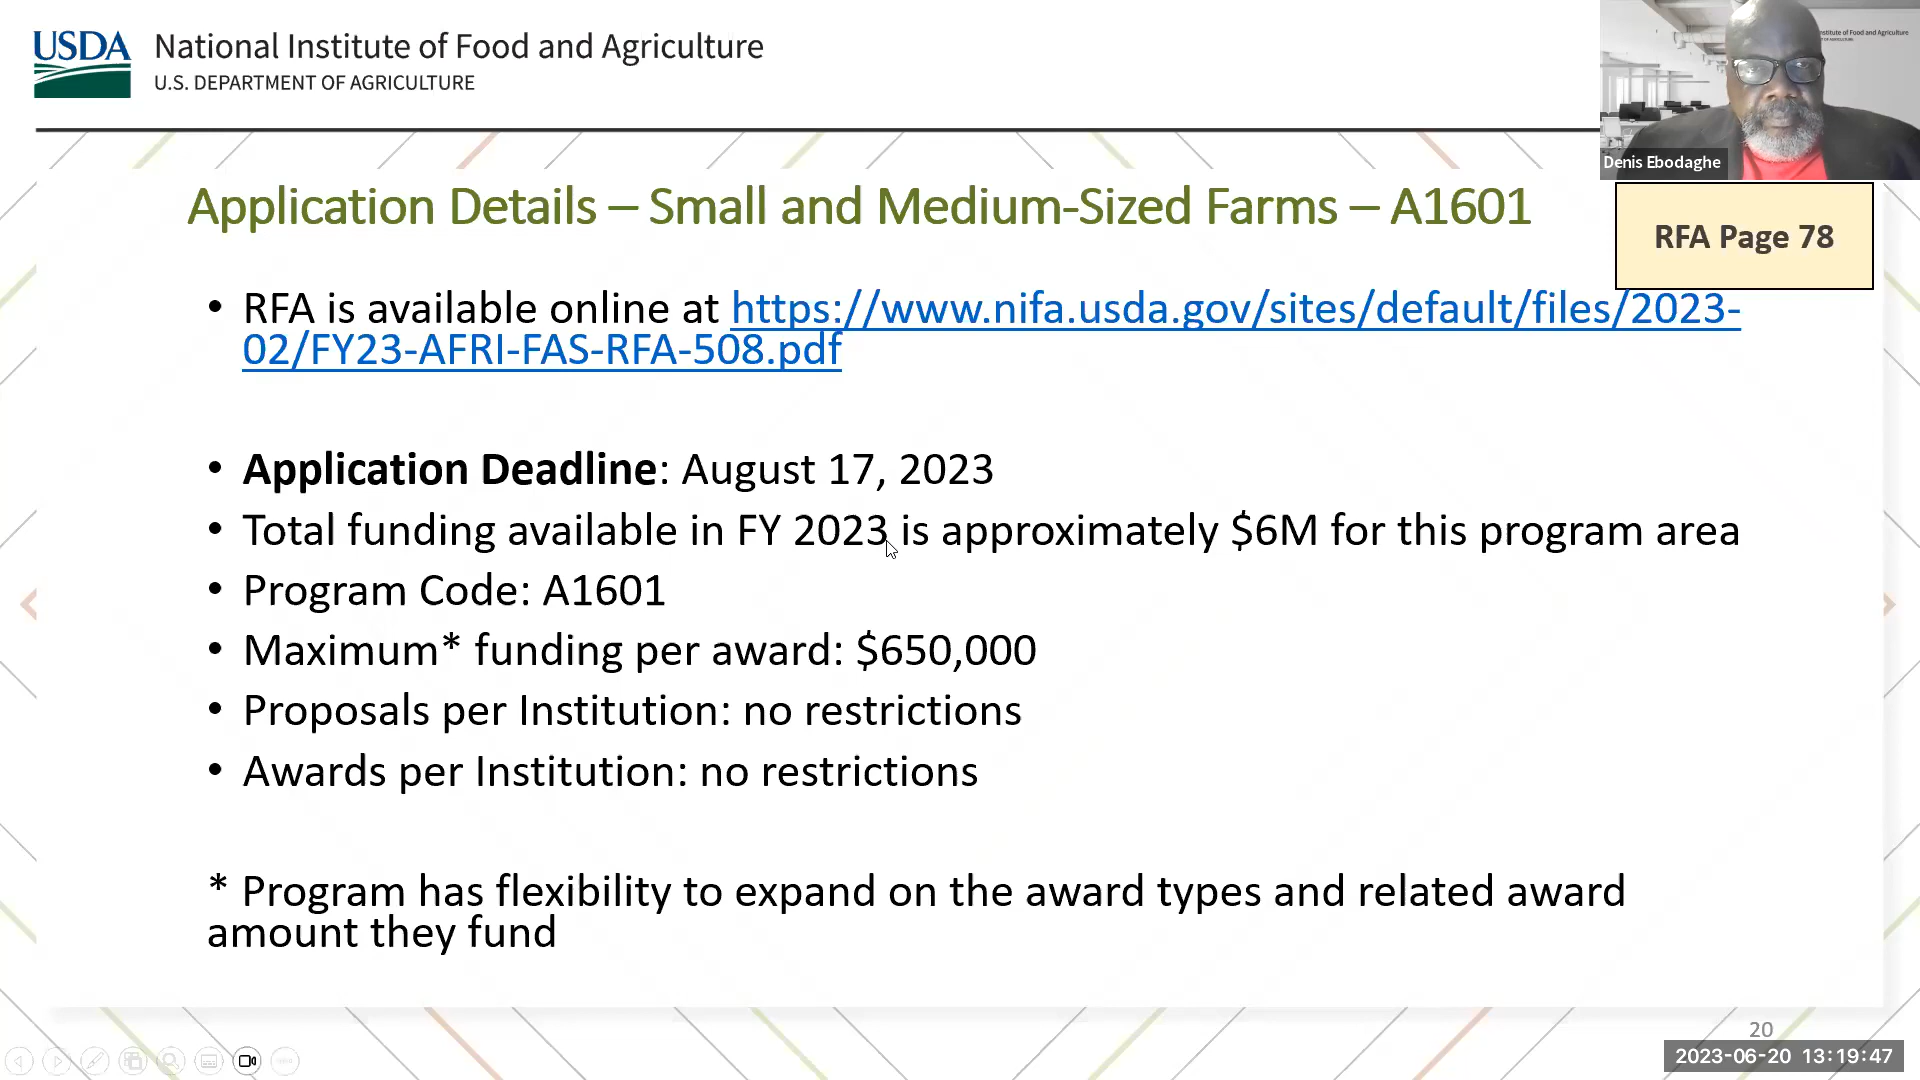 USDA
National Institute of Food and Agriculture
U.S. DEPARTMENT OF AGRICULTURE
Institute of Food and Agriculture
Denis Ebodaghe
Application Details – Small and Medium-Sized Farms – A1601
RFA Page 78
• RFA is available online at https://www.nifa.usda.gov/sites/default/files/2023-
02/FY23-AFRI-FAS-RFA-508.pdf
• Application Deadline: August 17, 2023
• Total funding available in FY 2023 is approximately $6M for this program area
• Program Code: A1601
• Maximum* funding per award: $650,000
• Proposals per Institution: no restrictions
• Awards per Institution: no restrictions
* Program has flexibility to expand on the award types and related award
amount they fund
20
2023-06-20 13:19:47